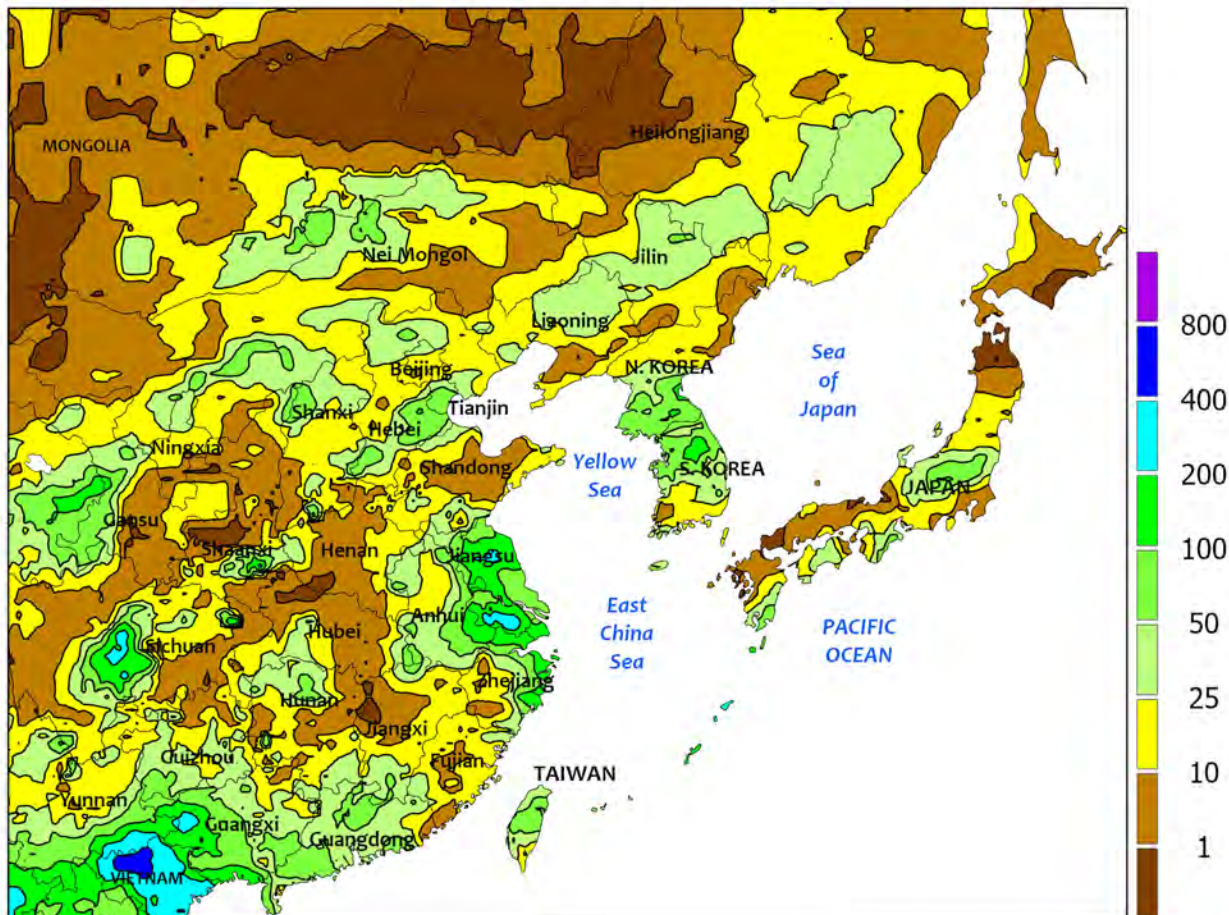 Heilongjiang
MONGOLIA
Nei Mongol
Jilin
Liaoning
Sea
of
Japan
800
Beijing
N. KOREA
400
Tianjin
Shanxi
Hebei
Ningxia
Shandong
Yellow
Sea
S. KOREA
JAPAN
200
Gansu
Shaanxi
Henan
Jiangsu
100
East
China
Sea
Anhui
Hubei
Sichuan
PACIFIC
OCEAN
50
Zhejiang
Hunan
25
Jiangxi
Guizhou
Fujian
TAIWAN
10
Yunnan
Guangxi
Guangdong
1
VIETNAM